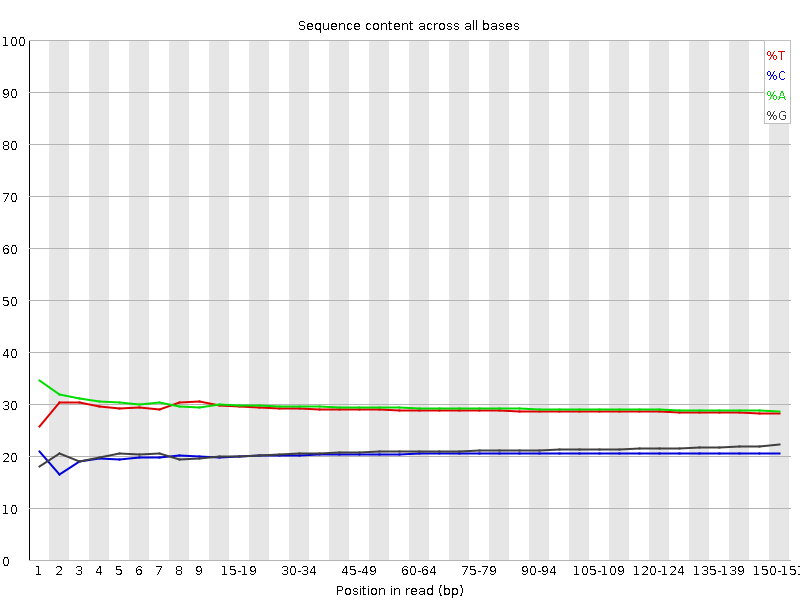 Sequence content across all bases
100
90
80
70
60
50
40
30
20
10
0
%T
%C
%A
%G
1 2 3 4 5 6 7 8 9 15-19 30-34 45-49 60-64 75-79 90-94 105-109 120-124 135-139 150-151
Position in read (bp)